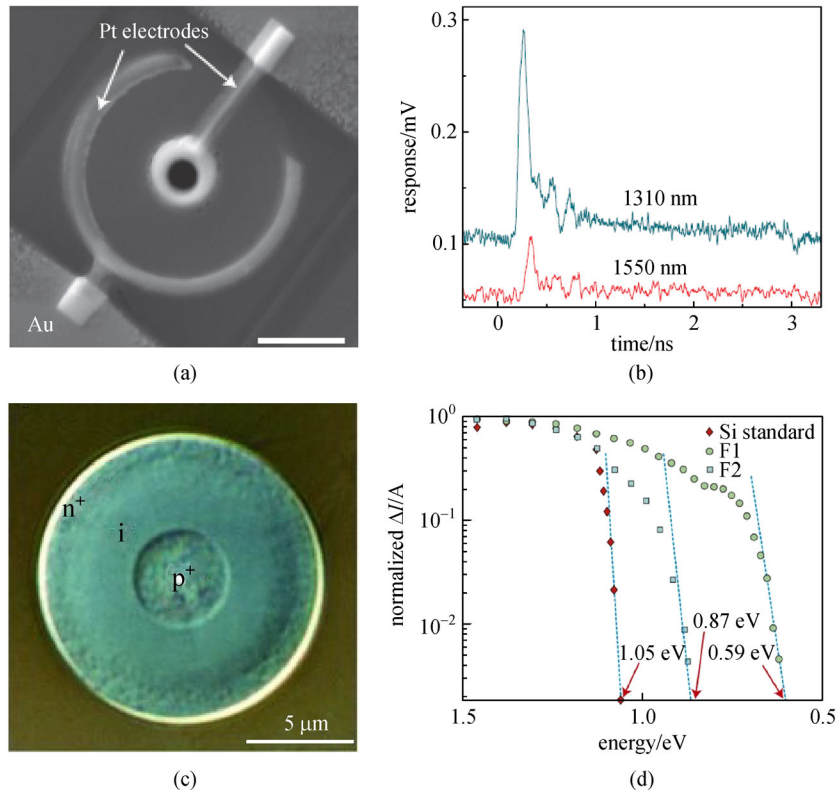 Pt electrodes
Au
(a)
response/mV
0.3
0.2
0.1
1310 nm
1550 nm
0
1
2
3
time/ns
(b)
n+
i
p+
5 μm
(c)
normalized ΔI/A
10⁰
10⁻¹
10⁻²
Si standard
F1
F2
1.05 eV
0.87 eV
0.59 eV
1.5
1.0
0.5
energy/eV
(d)